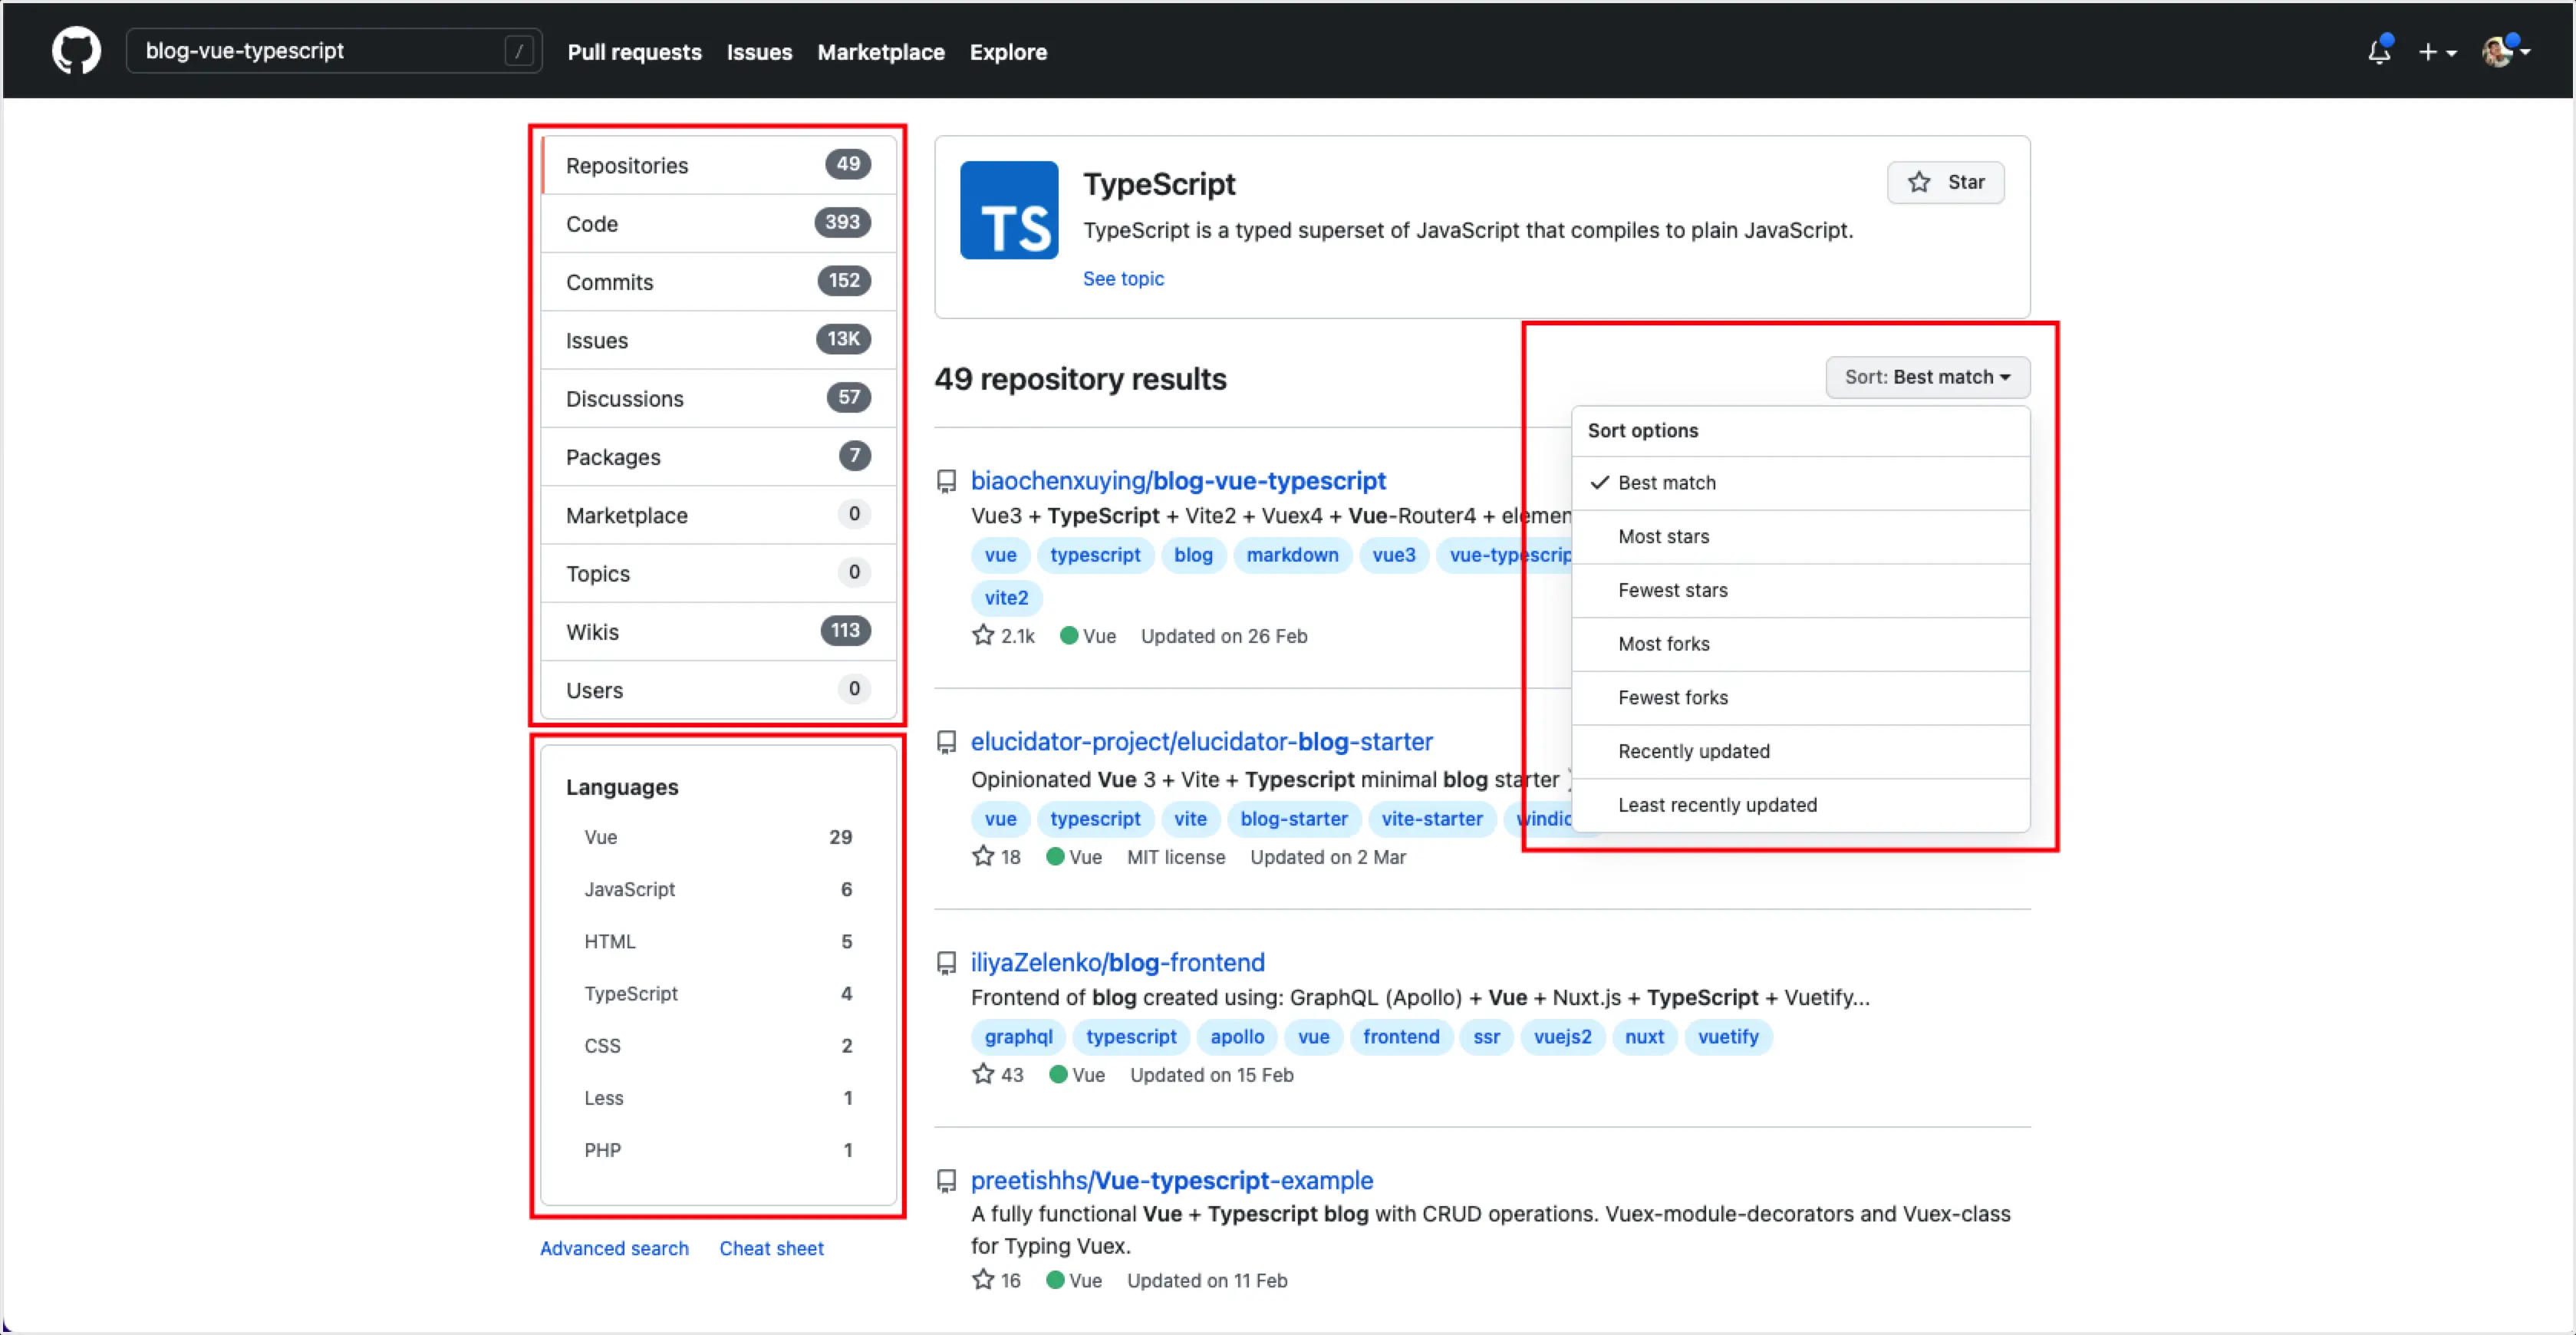 blog-vue-typescript
/
Pull requests
Issues
Marketplace
Explore
Repositories 49
Code 393
Commits 152
Issues 13K
Discussions 57
Packages 7
Marketplace 0
Topics 0
Wikis 113
Users 0
Languages
Vue 29
JavaScript 6
HTML 5
TypeScript 4
CSS 2
Less 1
PHP 1
Advanced search
Cheat sheet
TS
TypeScript
Star
TypeScript is a typed superset of JavaScript that compiles to plain JavaScript.
See topic
49 repository results
Sort: Best match
Sort options
Best match
Most stars
Fewest stars
Most forks
Fewest forks
Recently updated
Least recently updated
biaochenxuying/blog-vue-typescript
Vue3 + TypeScript + Vite2 + Vuex4 + Vue-Router4 + elemen
vue typescript blog markdown vue3 vue-typescrip
vite2
2.1k Vue Updated on 26 Feb
elucidator-project/elucidator-blog-starter
Opinionated Vue 3 + Vite + Typescript minimal blog starter
vue typescript vite blog-starter vite-starter windic
18 Vue MIT license Updated on 2 Mar
iliyaZelenko/blog-frontend
Frontend of blog created using: GraphQL (Apollo) + Vue + Nuxt.js + TypeScript + Vuetify...
graphql typescript apollo vue frontend ssr vuejs2 nuxt vuetify
43 Vue Updated on 15 Feb
preetishhs/Vue-typescript-example
A fully functional Vue + Typescript blog with CRUD operations. Vuex-module-decorators and Vuex-class
for Typing Vuex.
16 Vue Updated on 11 Feb